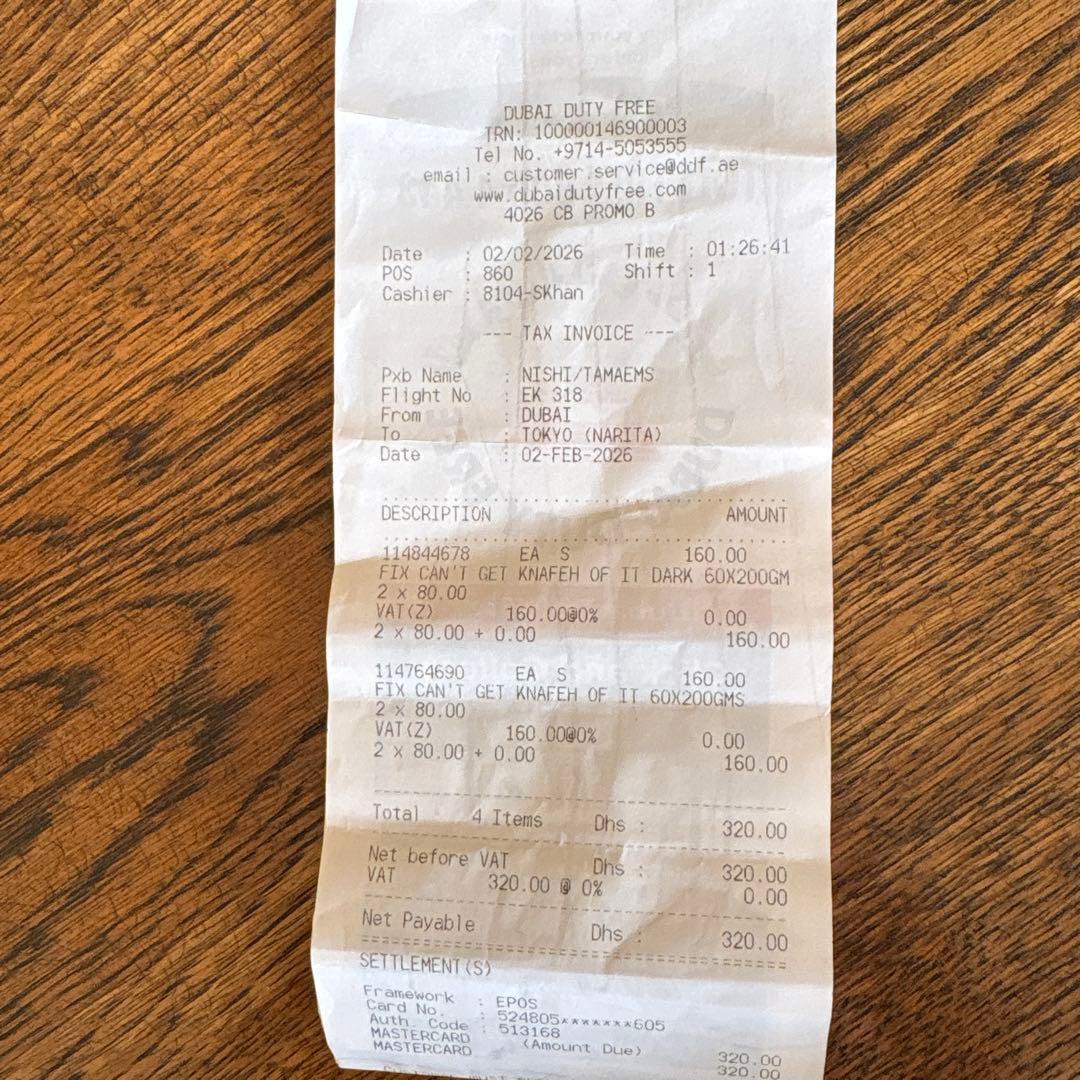 DUBAI DUTY FREE
TRN: 100000146900003
Tel No. +9714-5053555
email : customer.service@ddf.ae
www.dubaidutyfree.com
4026 CB PROMO B
Date : 02/02/2026 Time : 01:26:41
POS : 860 Shift : 1
Cashier : 8104-SKhan
--- TAX INVOICE ---
Pxb Name : NISHI/TAMAEMS
Flight No : EK 318
From : DUBAI
To : TOKYO (NARITA)
Date : 02-FEB-2026
DESCRIPTION AMOUNT
114844678 EA S 160.00
FIX CAN'T GET KNAFEH OF IT DARK 60X200GM
2 x 80.00
VAT(Z) 160.00@0% 0.00
2 x 80.00 + 0.00 160.00
114764690 EA S 160.00
FIX CAN'T GET KNAFEH OF IT 60X200GMS
2 x 80.00
VAT(Z) 160.00@0% 0.00
2 x 80.00 + 0.00 160.00
Total 4 Items Dhs : 320.00
Net before VAT Dhs : 320.00
VAT 320.00 @ 0% 0.00
Net Payable Dhs : 320.00
SETTLEMENT(S)
Framework : EPOS
Card No. : 524805*******605
Auth. Code : 513168
MASTERCARD (Amount Due) 320.00
MASTERCARD 320.00